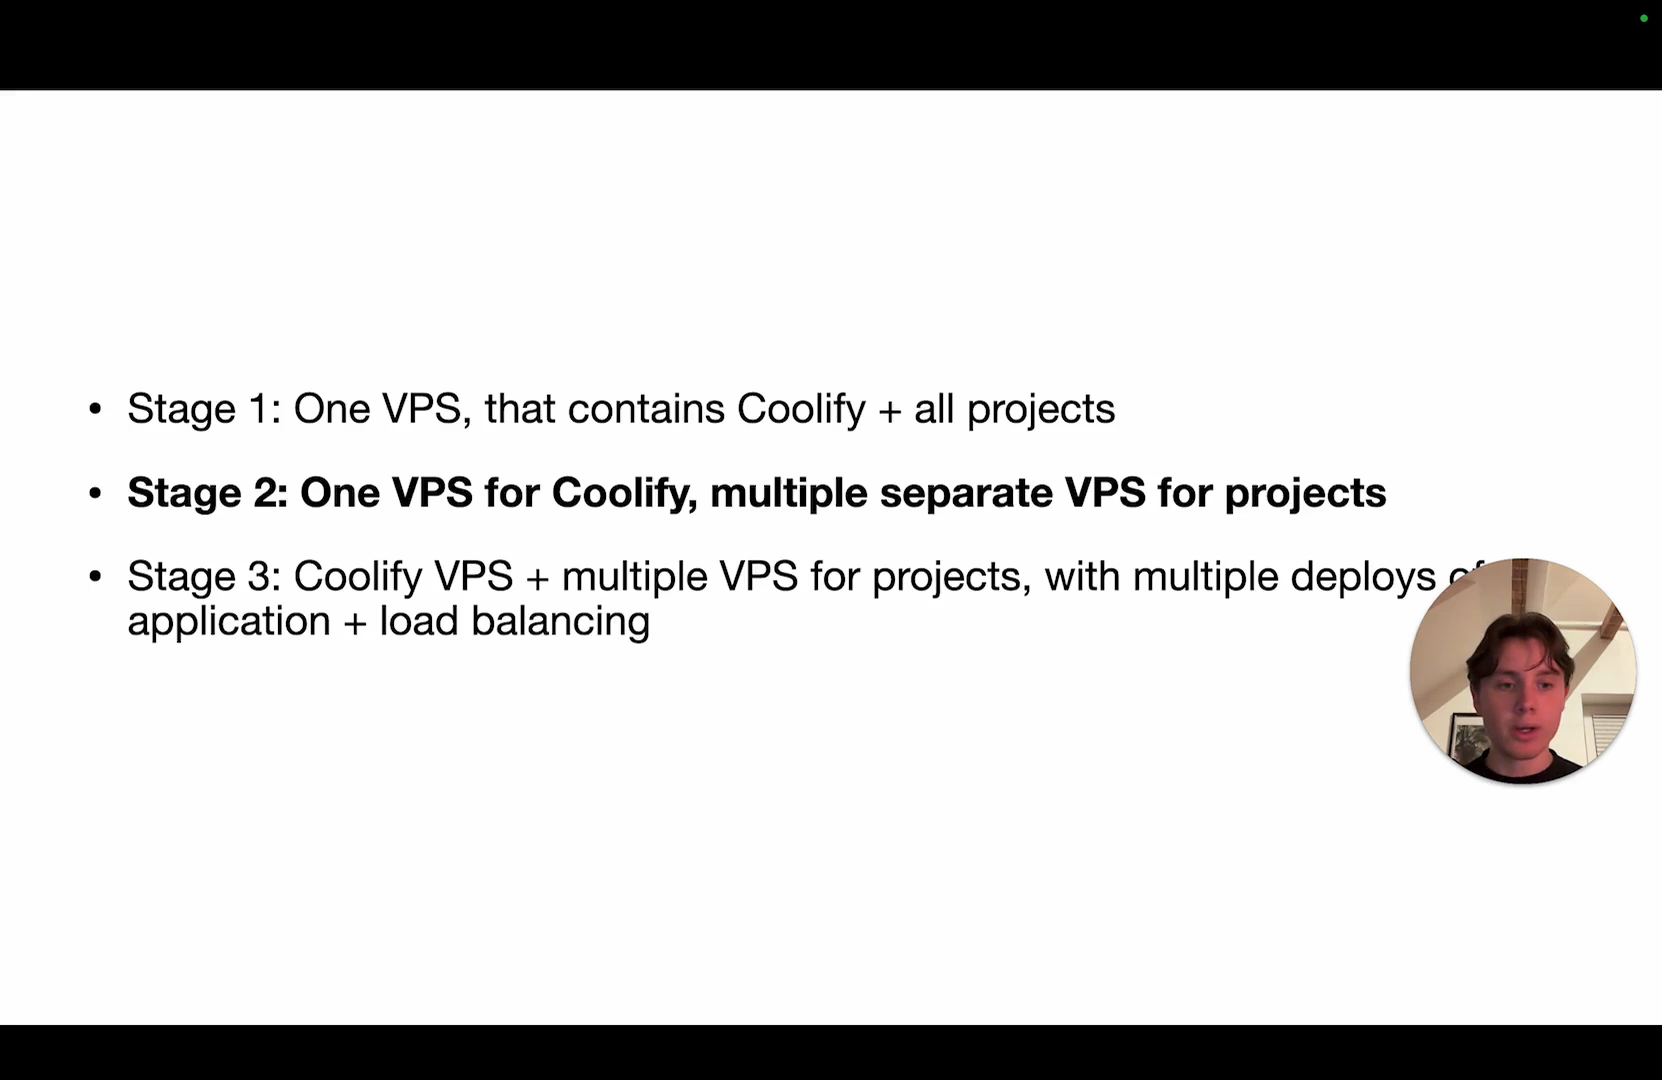 • Stage 1: One VPS, that contains Coolify + all projects
• Stage 2: One VPS for Coolify, multiple separate VPS for projects
• Stage 3: Coolify VPS + multiple VPS for projects, with multiple deploys of
application + load balancing